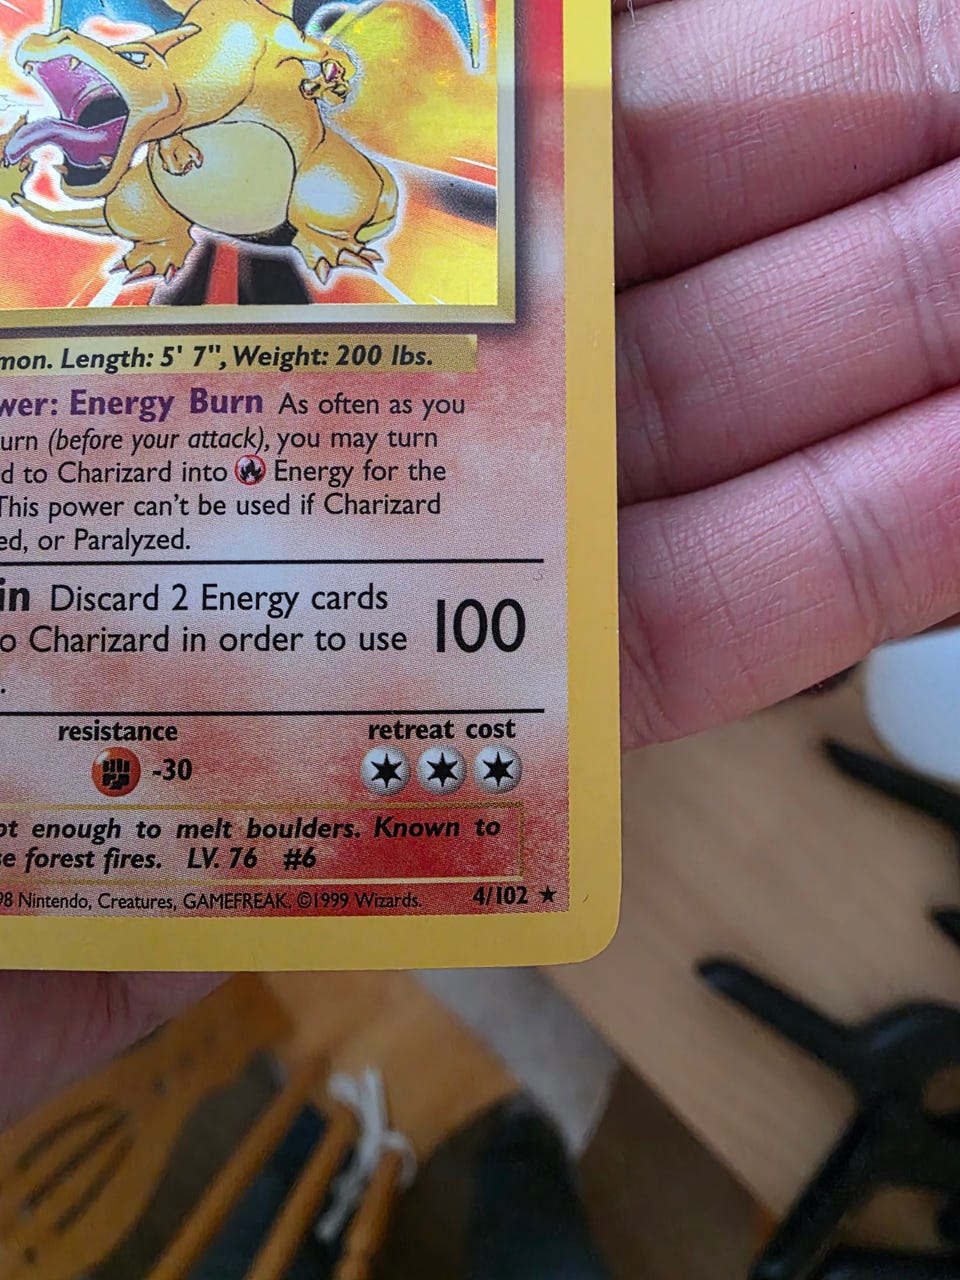 mon. Length: 5' 7", Weight: 200 lbs.
wer: Energy Burn As often as you
urn (before your attack), you may turn
d to Charizard into Energy for the
This power can't be used if Charizard
ed, or Paralyzed.
in Discard 2 Energy cards
o Charizard in order to use
.
100
resistance
retreat cost
-30
ot enough to melt boulders. Known to
se forest fires. LV. 76 #6
98 Nintendo, Creatures, GAMEFREAK. ©1999 Wizards.
4/102 ★